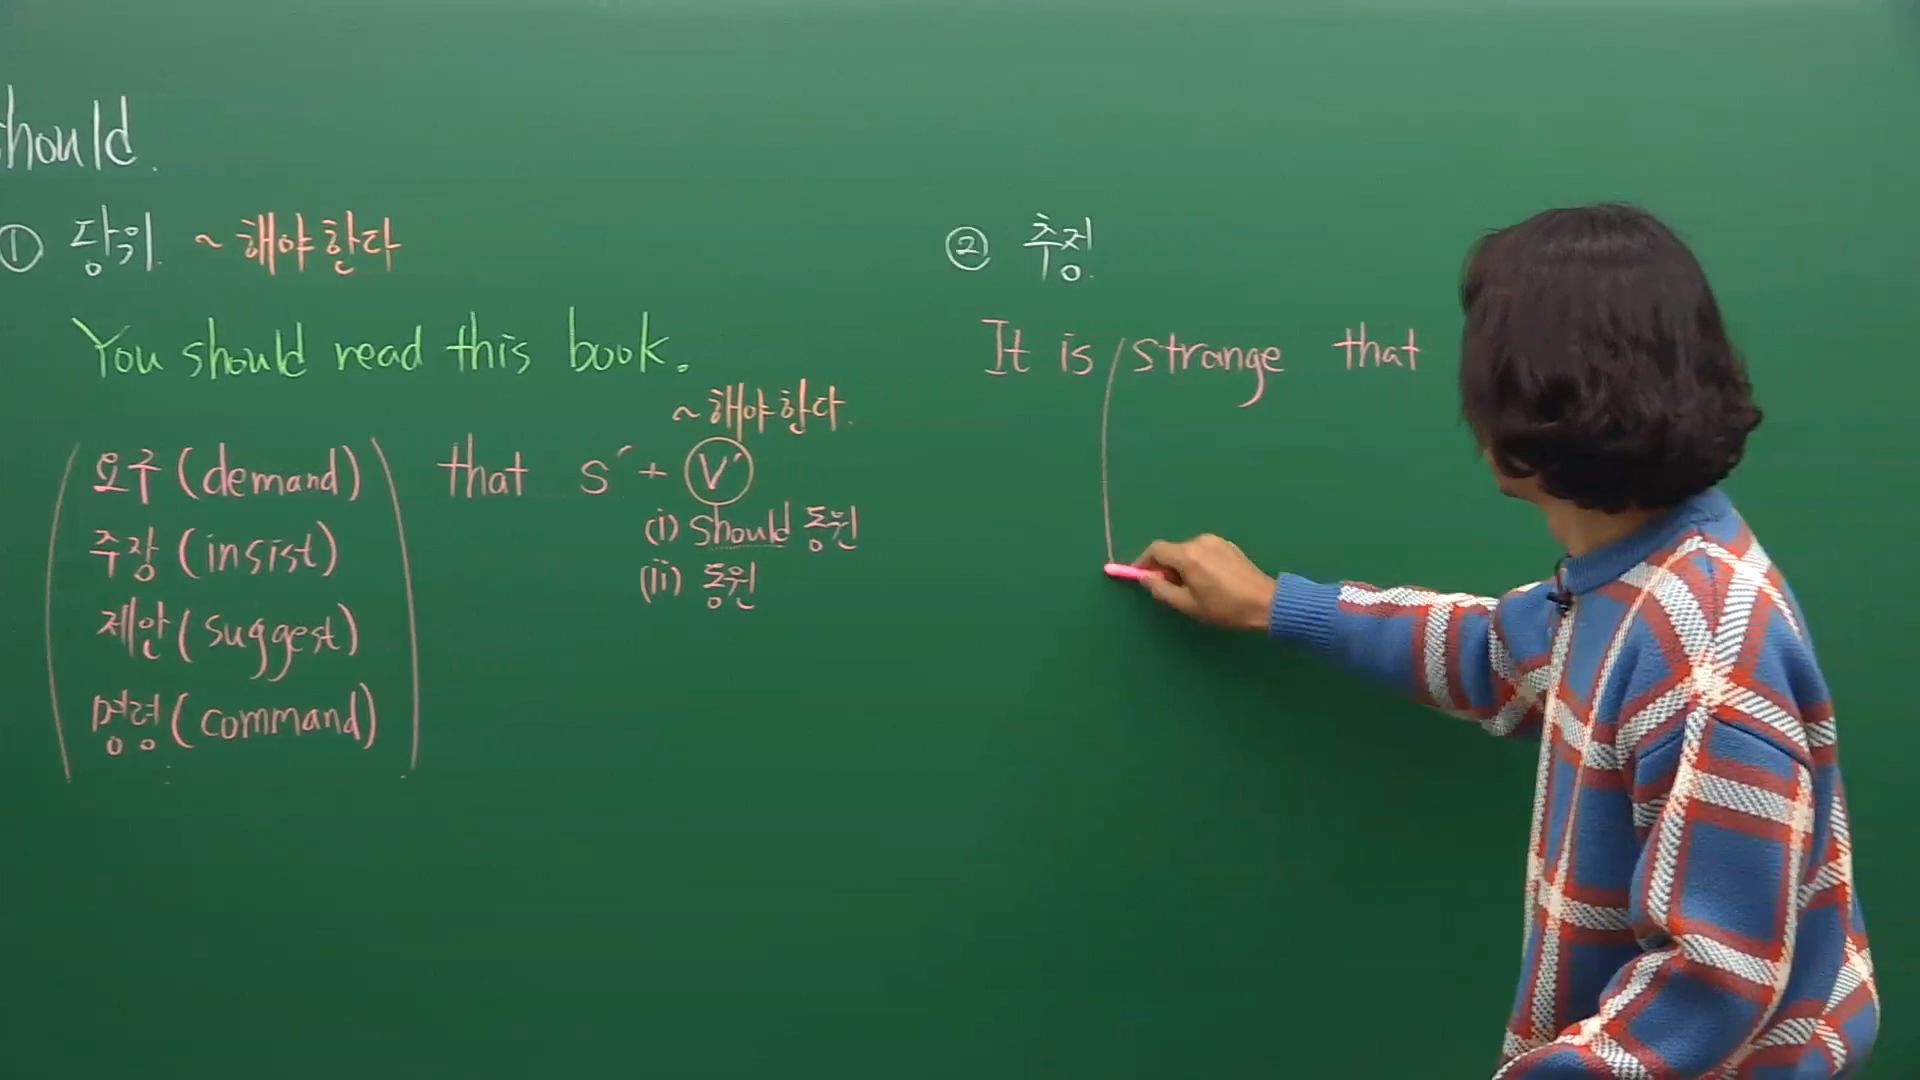 should.
① 당위. ~해야한다
You should read this book.
~해야한다.
요구(demand) that S´ + V´
주장(insist) (i) should 동원
제안(suggest) (ii) 동원
명령(command)
② 추정.
It is strange that